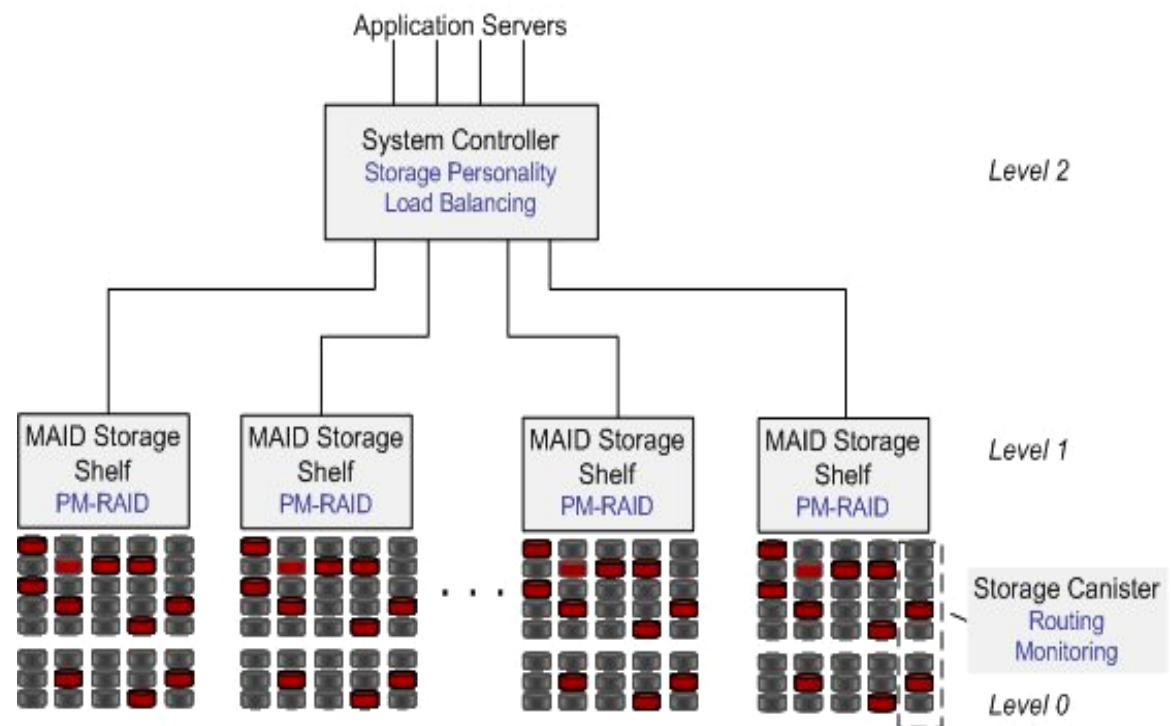 Application Servers
System Controller
Storage Personality
Load Balancing
Level 2
MAID Storage
Shelf
PM-RAID
MAID Storage
Shelf
PM-RAID
MAID Storage
Shelf
PM-RAID
MAID Storage
Shelf
PM-RAID
Level 1
. . .
Storage Canister
Routing
Monitoring
Level 0